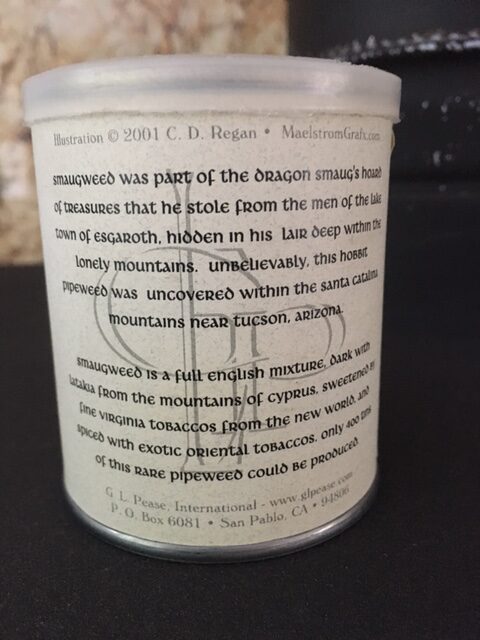 Illustration © 2001 C. D. Regan • MaelstromGrafx.com
smaugweed was part of the dragon smaug's hoard
of treasures that he stole from the men of the lake
town of esgaroth, hidden in his lair deep within the
lonely mountains. unbelievably, this hobbit
pipeweed was uncovered within the santa catalina
mountains near tucson, arizona.
smaugweed is a full english mixture, dark with
latakia from the mountains of cyprus, sweetened by
fine virginia tobaccos from the new world, and
spiced with exotic oriental tobaccos. only 400 tins
of this rare pipeweed could be produced.
G. L. Pease, International - www.glpease.com
P. O. Box 6081 • San Pablo, CA • 94806